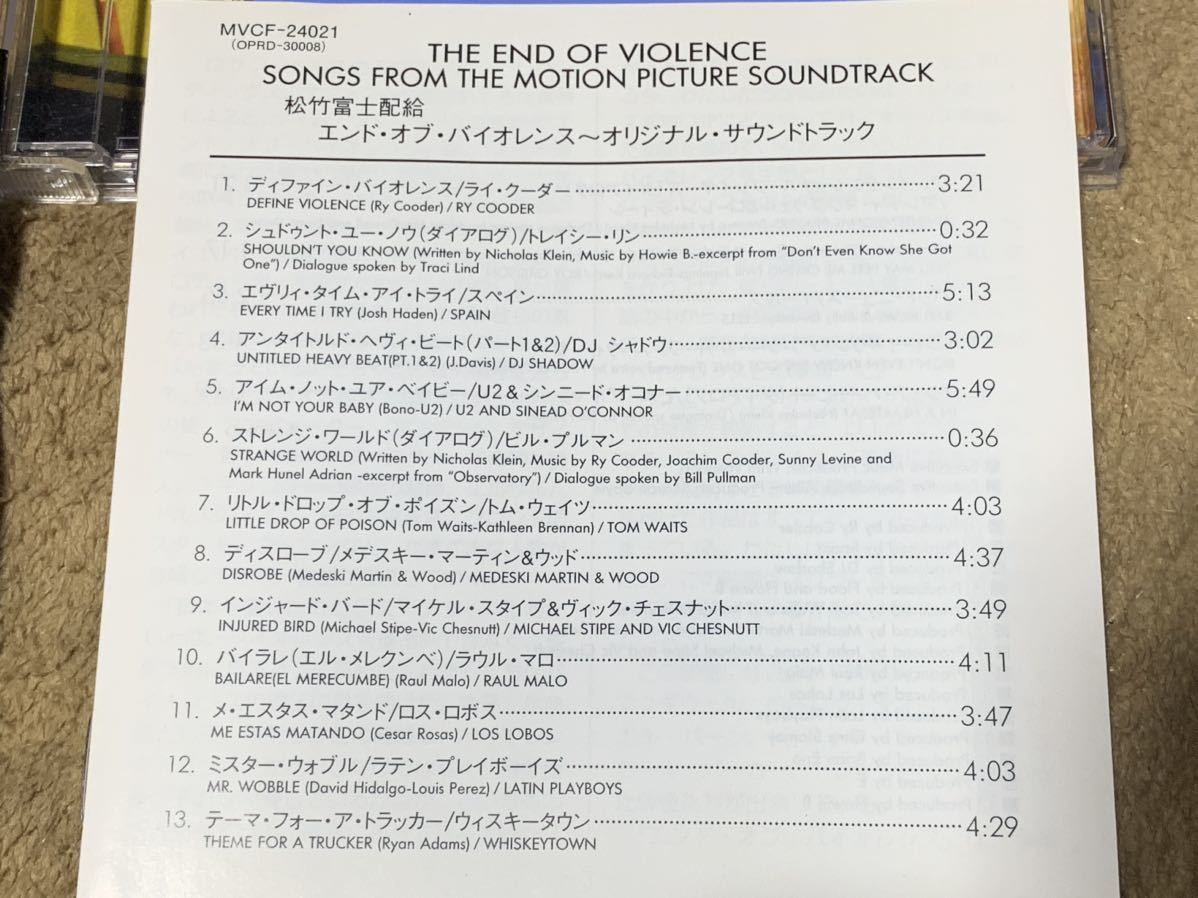 MVCF-24021
(OPRD-30008)
THE END OF VIOLENCE
SONGS FROM THE MOTION PICTURE SOUNDTRACK
松竹富士配給
エンド・オブ・バイオレンス～オリジナル・サウンドトラック
1. ディファイン・バイオレンス/ライ・クーダー 3:21
DEFINE VIOLENCE (Ry Cooder) / RY COODER
2. シュドゥント・ユー・ノウ(ダイアログ)/トレイシー・リン 0:32
SHOULDN'T YOU KNOW (Written by Nicholas Klein, Music by Howie B.-excerpt from "Don't Even Know She Got
One") / Dialogue spoken by Traci Lind
3. エヴリィ・タイム・アイ・トライ/スペイン 5:13
EVERY TIME I TRY (Josh Haden) / SPAIN
4. アンタイトルド・ヘヴィ・ビート(パート1&2)/DJ シャドウ 3:02
UNTITLED HEAVY BEAT(PT.1&2) (J.Davis) / DJ SHADOW
5. アイム・ノット・ユア・ベイビー/U2 & シンニード・オコナー 5:49
I'M NOT YOUR BABY (Bono-U2) / U2 AND SINEAD O'CONNOR
6. ストレンジ・ワールド(ダイアログ)/ビル・プルマン 0:36
STRANGE WORLD (Written by Nicholas Klein, Music by Ry Cooder, Joachim Cooder, Sunny Levine and
Mark Hunel Adrian -excerpt from "Observatory") / Dialogue spoken by Bill Pullman
7. リトル・ドロップ・オブ・ポイズン/トム・ウェイツ 4:03
LITTLE DROP OF POISON (Tom Waits-Kathleen Brennan) / TOM WAITS
8. ディスローブ/メデスキー・マーティン&ウッド 4:37
DISROBE (Medeski Martin & Wood) / MEDESKI MARTIN & WOOD
9. インジャード・バード/マイケル・スタイプ&ヴィック・チェスナット 3:49
INJURED BIRD (Michael Stipe-Vic Chesnutt) / MICHAEL STIPE AND VIC CHESNUTT
10. バイラレ(エル・メレクンベ)/ラウル・マロ 4:11
BAILARE(EL MERECUMBE) (Raul Malo) / RAUL MALO
11. メ・エスタス・マタンド/ロス・ロボス 3:47
ME ESTAS MATANDO (Cesar Rosas) / LOS LOBOS
12. ミスター・ウォブル/ラテン・プレイボーイズ 4:03
MR. WOBBLE (David Hidalgo-Louis Perez) / LATIN PLAYBOYS
13. テーマ・フォー・ア・トラッカー/ウィスキータウン 4:29
THEME FOR A TRUCKER (Ryan Adams) / WHISKEYTOWN